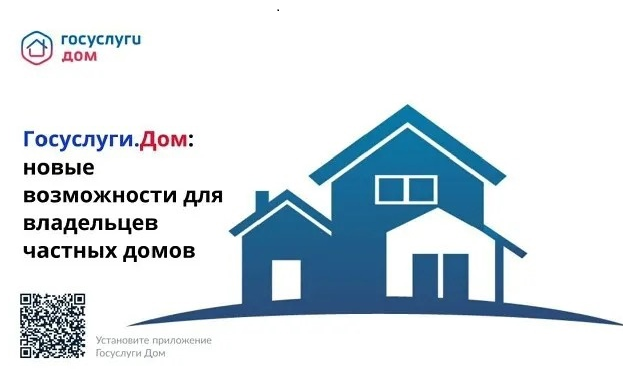 госуслуги
дом
Госуслуги.Дом:
новые
возможности для
владельцев
частных домов
Установите приложение
Госуслуги Дом